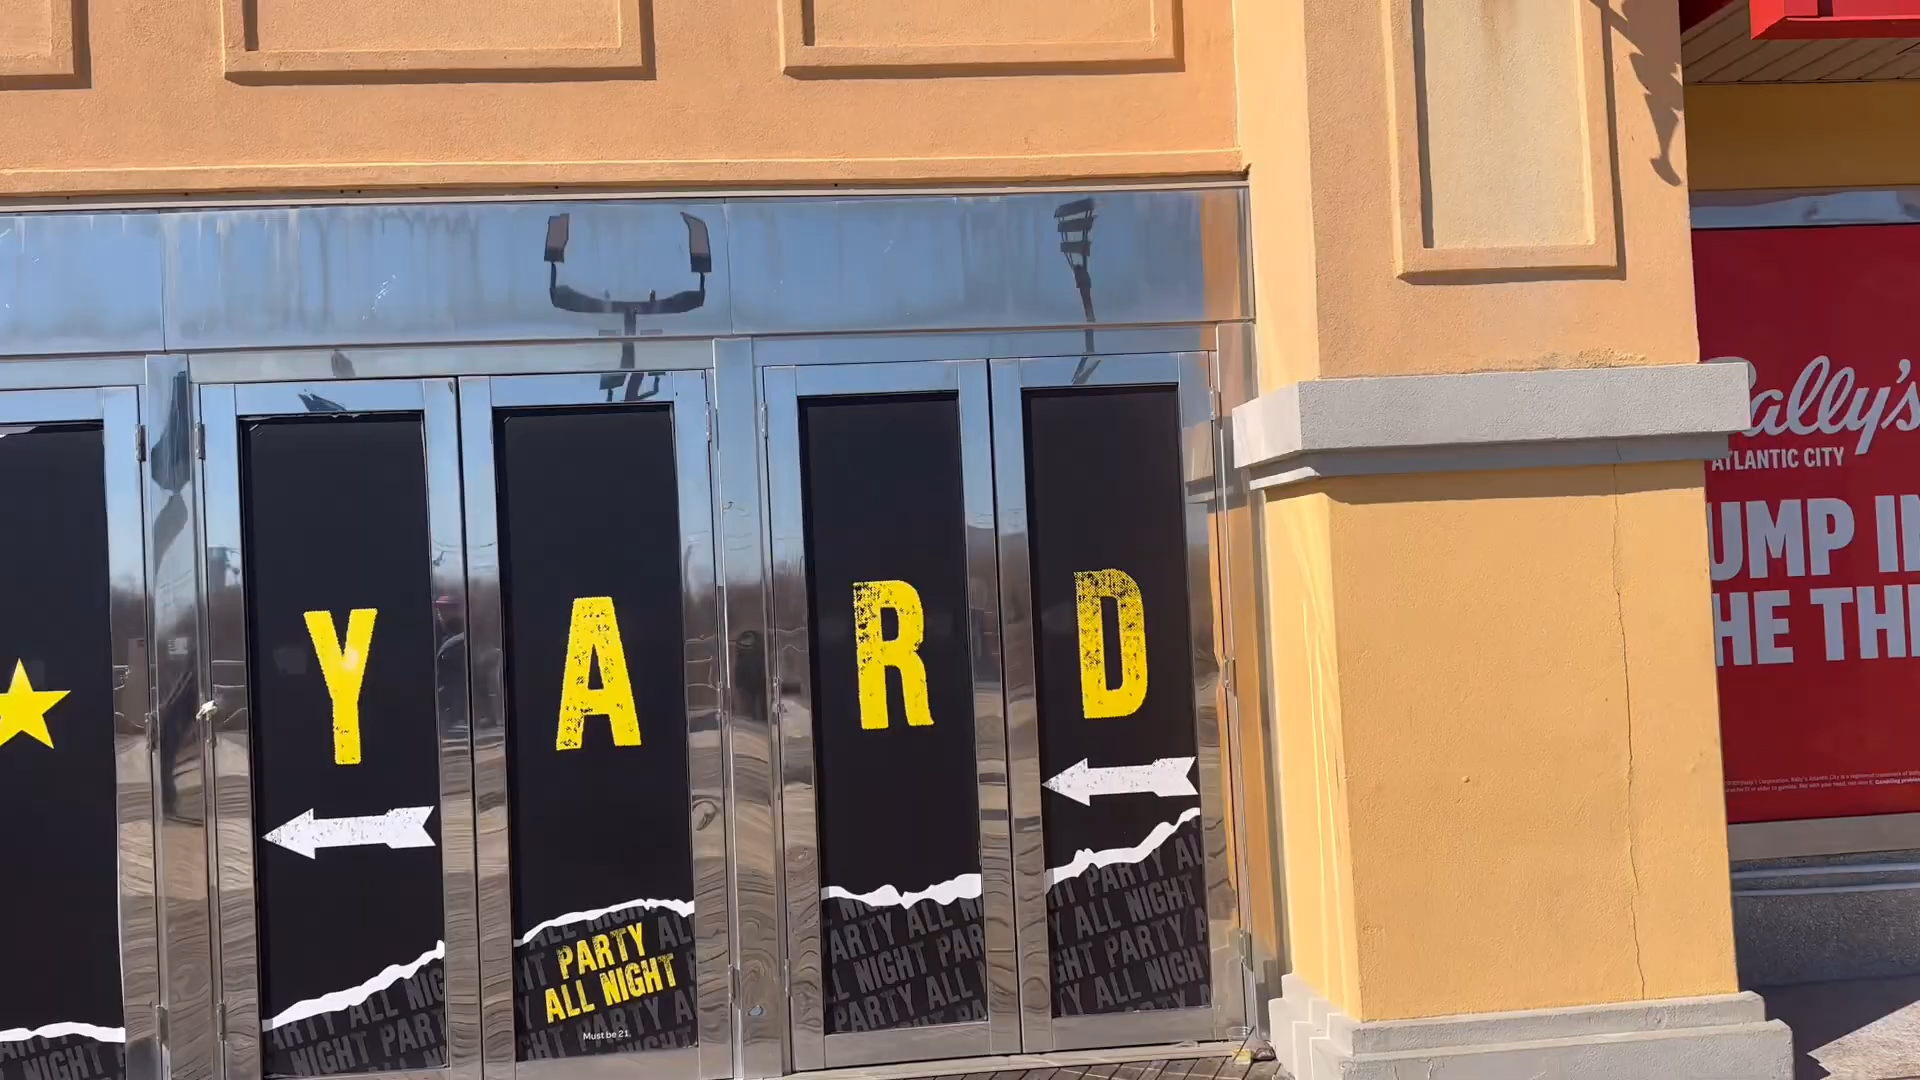 YARD
PARTY
ALL NIGHT
Must be 21.
Bally's
ATLANTIC CITY
UMP IN
HE TH